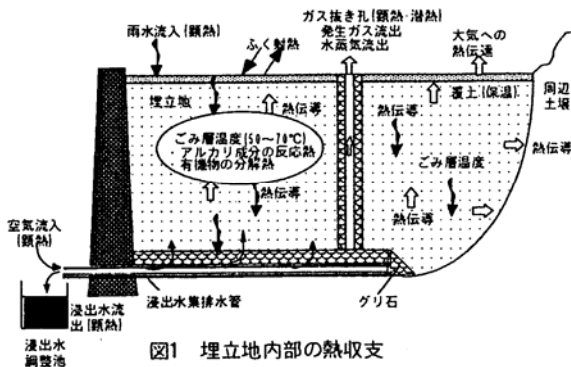 ガス抜き孔(顕熱・潜熱)
発生ガス流出
水蒸気流出
雨水流入(顕熱)
ふく射熱
大気への
熱伝達
埋立地
熱伝導
覆土(保温)
周辺
土壌
ごみ層温度(50～70℃)
アルカリ成分の反応熱
有機物の分解熱
熱伝導
ごみ層温度
熱伝導
熱伝導
熱伝導
空気流入
(顕熱)
浸出水流
出(顕熱)
浸出水集排水管
グリ石
浸出水
調整池
図1 埋立地内部の熱収支